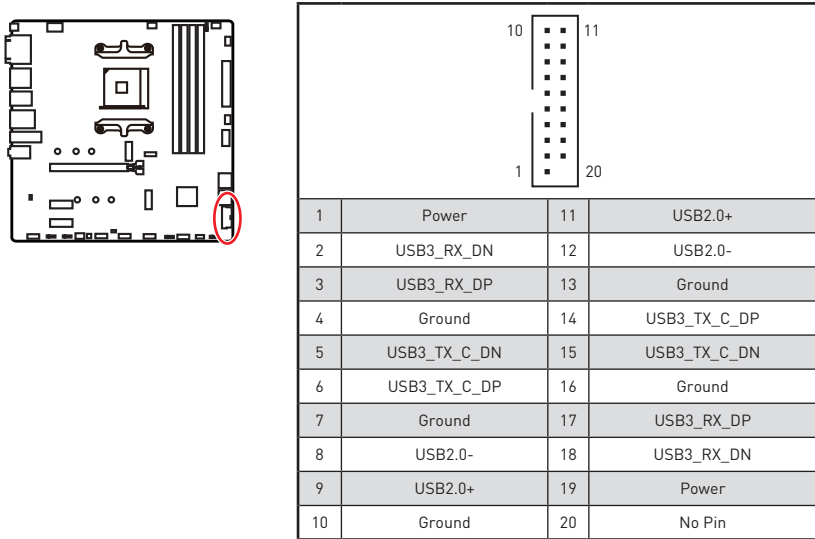 10 11
1 20
1 Power 11 USB2.0+
2 USB3_RX_DN 12 USB2.0-
3 USB3_RX_DP 13 Ground
4 Ground 14 USB3_TX_C_DP
5 USB3_TX_C_DN 15 USB3_TX_C_DN
6 USB3_TX_C_DP 16 Ground
7 Ground 17 USB3_RX_DP
8 USB2.0- 18 USB3_RX_DN
9 USB2.0+ 19 Power
10 Ground 20 No Pin